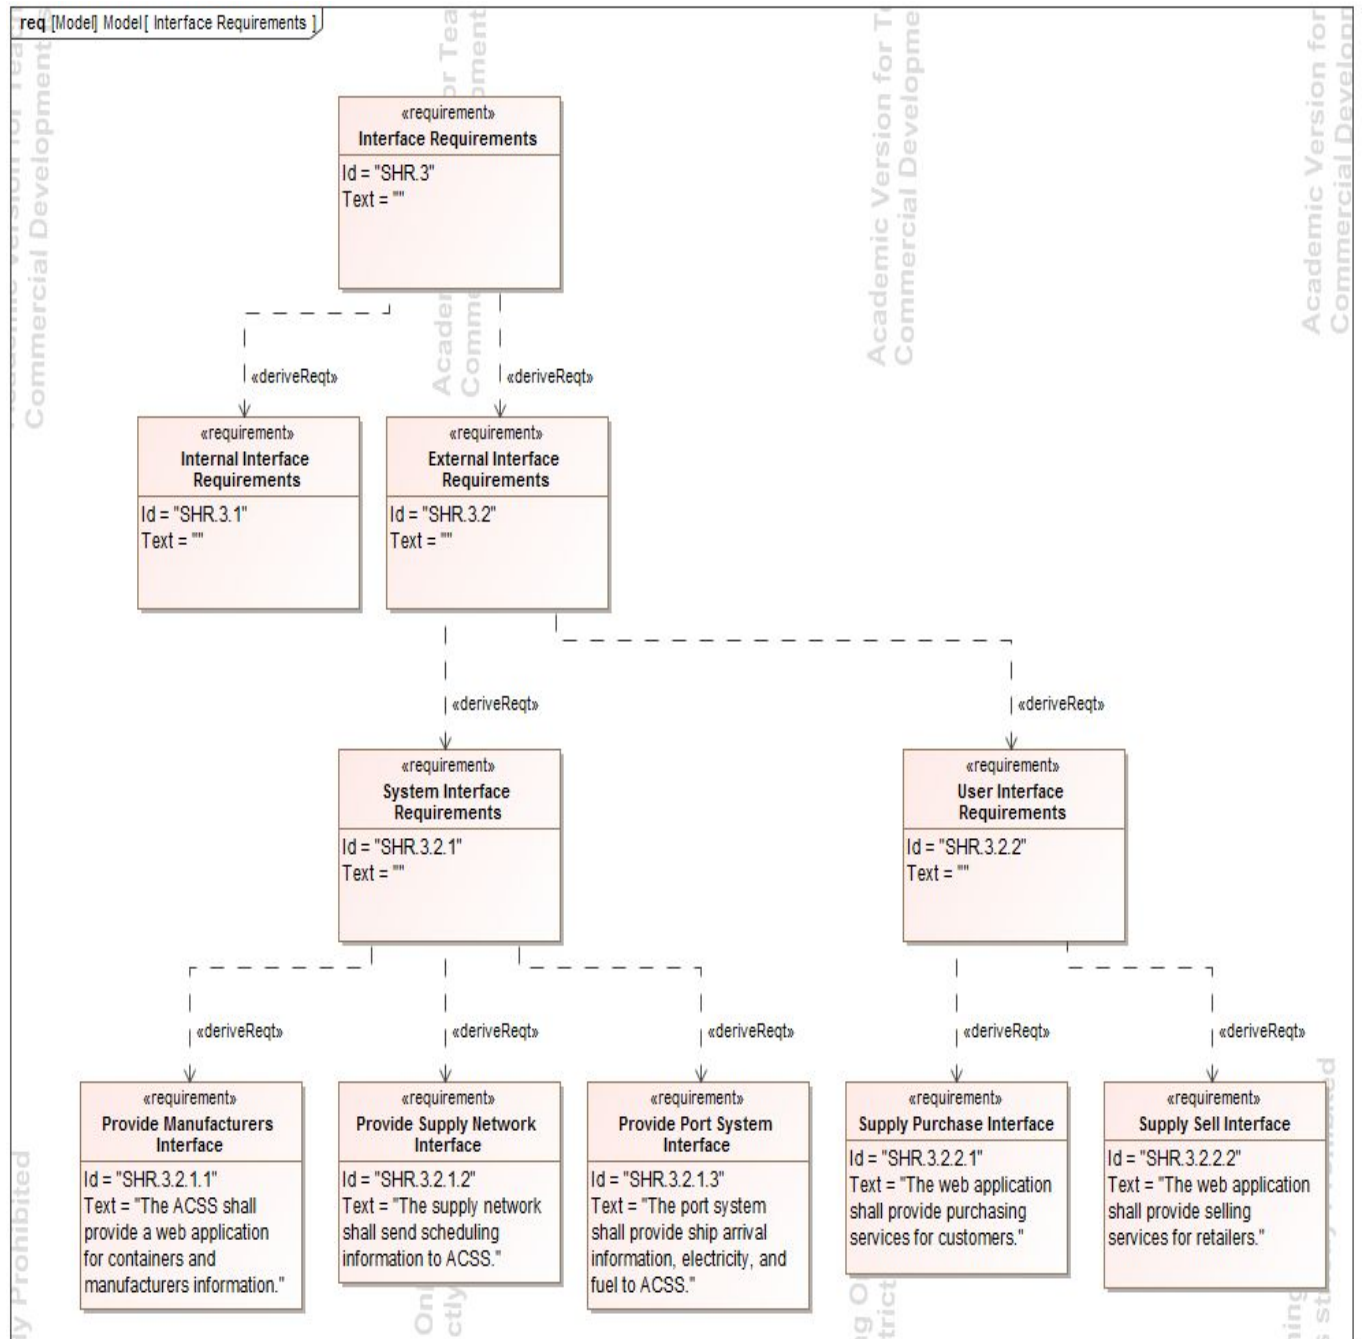 req [Model] Model[ Interface Requirements ]
«requirement»
Interface Requirements
Id = "SHR.3"
Text = ""
«deriveReqt»
«deriveReqt»
«requirement»
Internal Interface
Requirements
Id = "SHR.3.1"
Text = ""
«requirement»
External Interface
Requirements
Id = "SHR.3.2"
Text = ""
«deriveReqt»
«deriveReqt»
«requirement»
System Interface
Requirements
Id = "SHR.3.2.1"
Text = ""
«requirement»
User Interface
Requirements
Id = "SHR.3.2.2"
Text = ""
«deriveReqt»
«deriveReqt»
«deriveReqt»
«deriveReqt»
«deriveReqt»
«requirement»
Provide Manufacturers
Interface
Id = "SHR.3.2.1.1"
Text = "The ACSS shall
provide a web application
for containers and
manufacturers information."
«requirement»
Provide Supply Network
Interface
Id = "SHR.3.2.1.2"
Text = "The supply network
shall send scheduling
information to ACSS."
«requirement»
Provide Port System
Interface
Id = "SHR.3.2.1.3"
Text = "The port system
shall provide ship arrival
information, electricity, and
fuel to ACSS."
«requirement»
Supply Purchase Interface
Id = "SHR.3.2.2.1"
Text = "The web application
shall provide purchasing
services for customers."
«requirement»
Supply Sell Interface
Id = "SHR.3.2.2.2"
Text = "The web application
shall provide selling
services for retailers."
Commercial Development
Academic Version for
Commercial
Academic Version for
Commercial